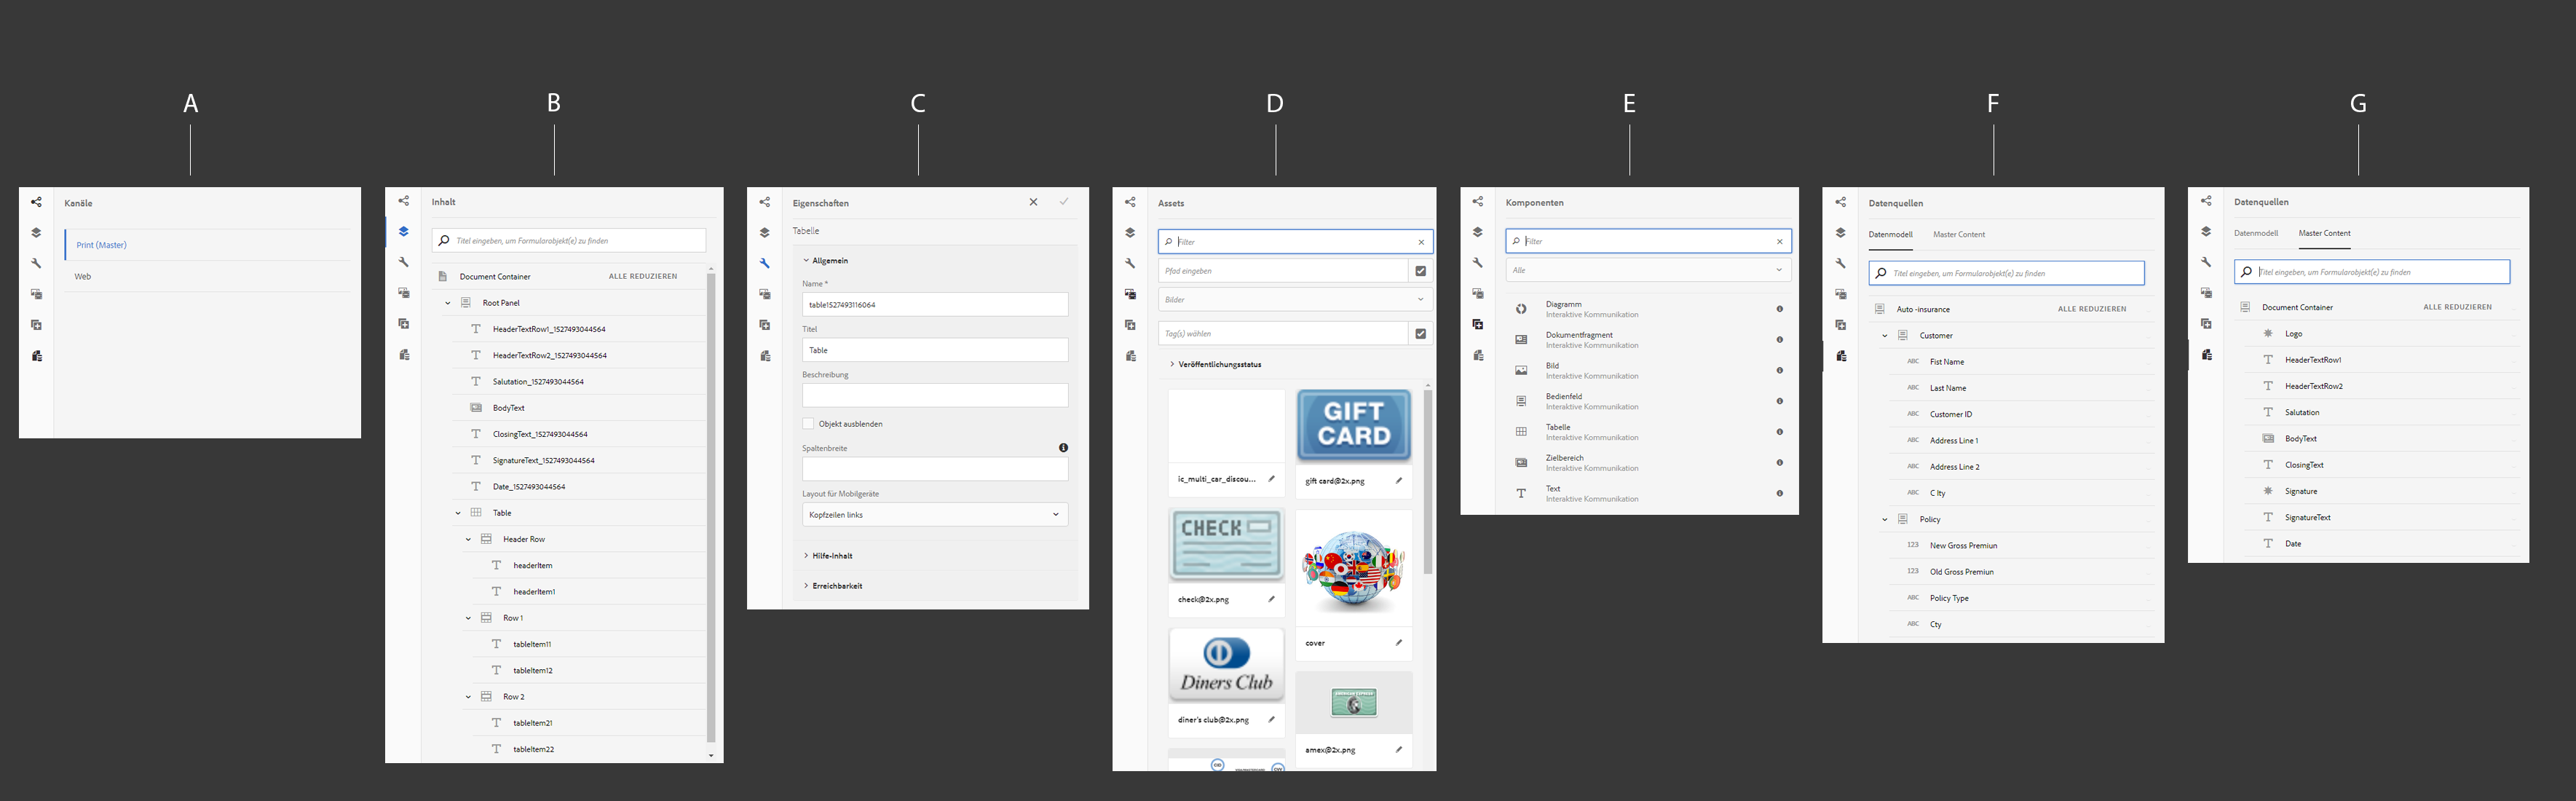 A
B
C
D
E
F
G
Kanäle
Print (Master)
Web
Inhalt
Titel eingeben, um Formularobjekt(e) zu finden
Document Container ALLE REDUZIEREN
Root Panel
HeaderTextRow1_1527493044564
HeaderTextRow2_1527493044564
Salutation_1527493044564
BodyText
ClosingText_1527493044564
SignatureText_1527493044564
Date_1527493044564
Table
Header Row
headerItem
headerItem1
Row 1
tableItem11
tableItem12
Row 2
tableItem21
tableItem22
Eigenschaften
Tabelle
Allgemein
Name *
table1527493116064
Titel
Table
Beschreibung
Objekt ausblenden
Spaltenbreite
Layout für Mobilgeräte
Kopfzeilen links
Hilfe-Inhalt
Erreichbarkeit
Assets
Filter
Pfad eingeben
Bilder
Tag(s) wählen
Veröffentlichungsstatus
GIFT
CARD
ic_multi_car_discou...
gift card@2x.png
CHECK
check@2x.png
cover
Diners Club
diner's club@2x.png
amex@2x.png
Komponenten
Filter
Alle
Diagramm
Interaktive Kommunikation
Dokumentfragment
Interaktive Kommunikation
Bild
Interaktive Kommunikation
Bedienfeld
Interaktive Kommunikation
Tabelle
Interaktive Kommunikation
Zielbereich
Interaktive Kommunikation
Text
Interaktive Kommunikation
Datenquellen
Datenmodell Master Content
Titel eingeben, um Formularobjekt(e) zu finden
Auto -insurance ALLE REDUZIEREN
Customer
ABC Fist Name
ABC Last Name
ABC Customer ID
ABC Address Line 1
ABC Address Line 2
ABC C Ity
Policy
123 New Gross Premiun
123 Old Gross Premiun
ABC Policy Type
ABC Cty
Datenquellen
Datenmodell Master Content
Titel eingeben, um Formularobjekt(e) zu finden
Document Container ALLE REDUZIEREN
Logo
HeaderTextRow1
HeaderTextRow2
Salutation
BodyText
ClosingText
Signature
SignatureText
Date